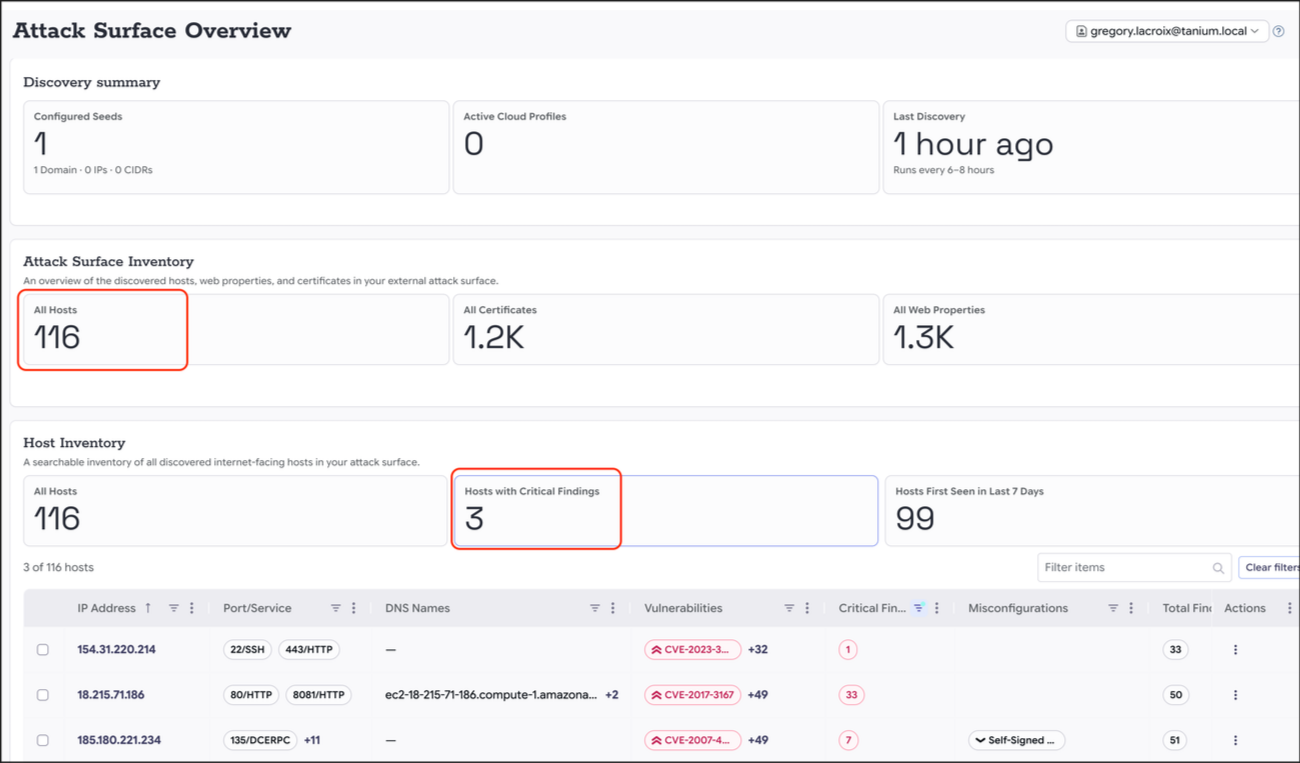 Attack Surface Overview
gregory.lacroix@tanium.local
Discovery summary
Configured Seeds
1
1 Domain · 0 IPs · 0 CIDRs
Active Cloud Profiles
0
Last Discovery
1 hour ago
Runs every 6–8 hours
Attack Surface Inventory
An overview of the discovered hosts, web properties, and certificates in your external attack surface.
All Hosts
116
All Certificates
1.2K
All Web Properties
1.3K
Host Inventory
A searchable inventory of all discovered internet-facing hosts in your attack surface.
All Hosts
116
Hosts with Critical Findings
3
Hosts First Seen in Last 7 Days
99
3 of 116 hosts
Filter items
Clear filters
IP Address Port/Service DNS Names Vulnerabilities Critical Fin... Misconfigurations Total Find Actions
154.31.220.214 22/SSH 443/HTTP — CVE-2023-3... +32 1 33
18.215.71.186 80/HTTP 8081/HTTP ec2-18-215-71-186.compute-1.amazona... +2 CVE-2017-3167 +49 33 50
185.180.221.234 135/DCERPC +11 — CVE-2007-4... +49 7 Self-Signed ... 51